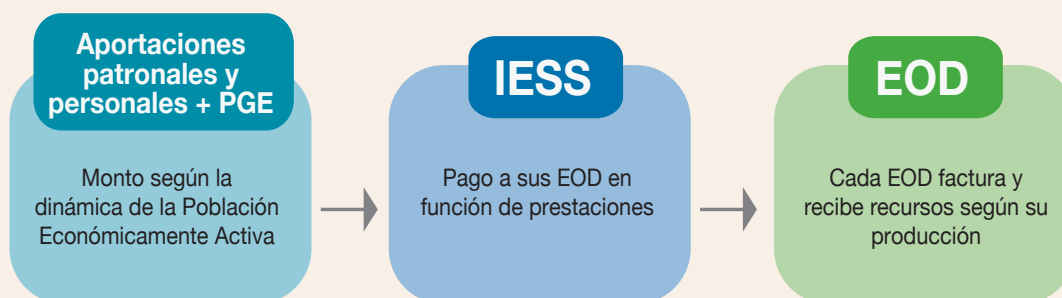 Aportaciones
patronales y
personales + PGE
Monto según la
dinámica de la Población
Económicamente Activa
IESS
Pago a sus EOD en
función de prestaciones
EOD
Cada EOD factura y
recibe recursos según su
producción